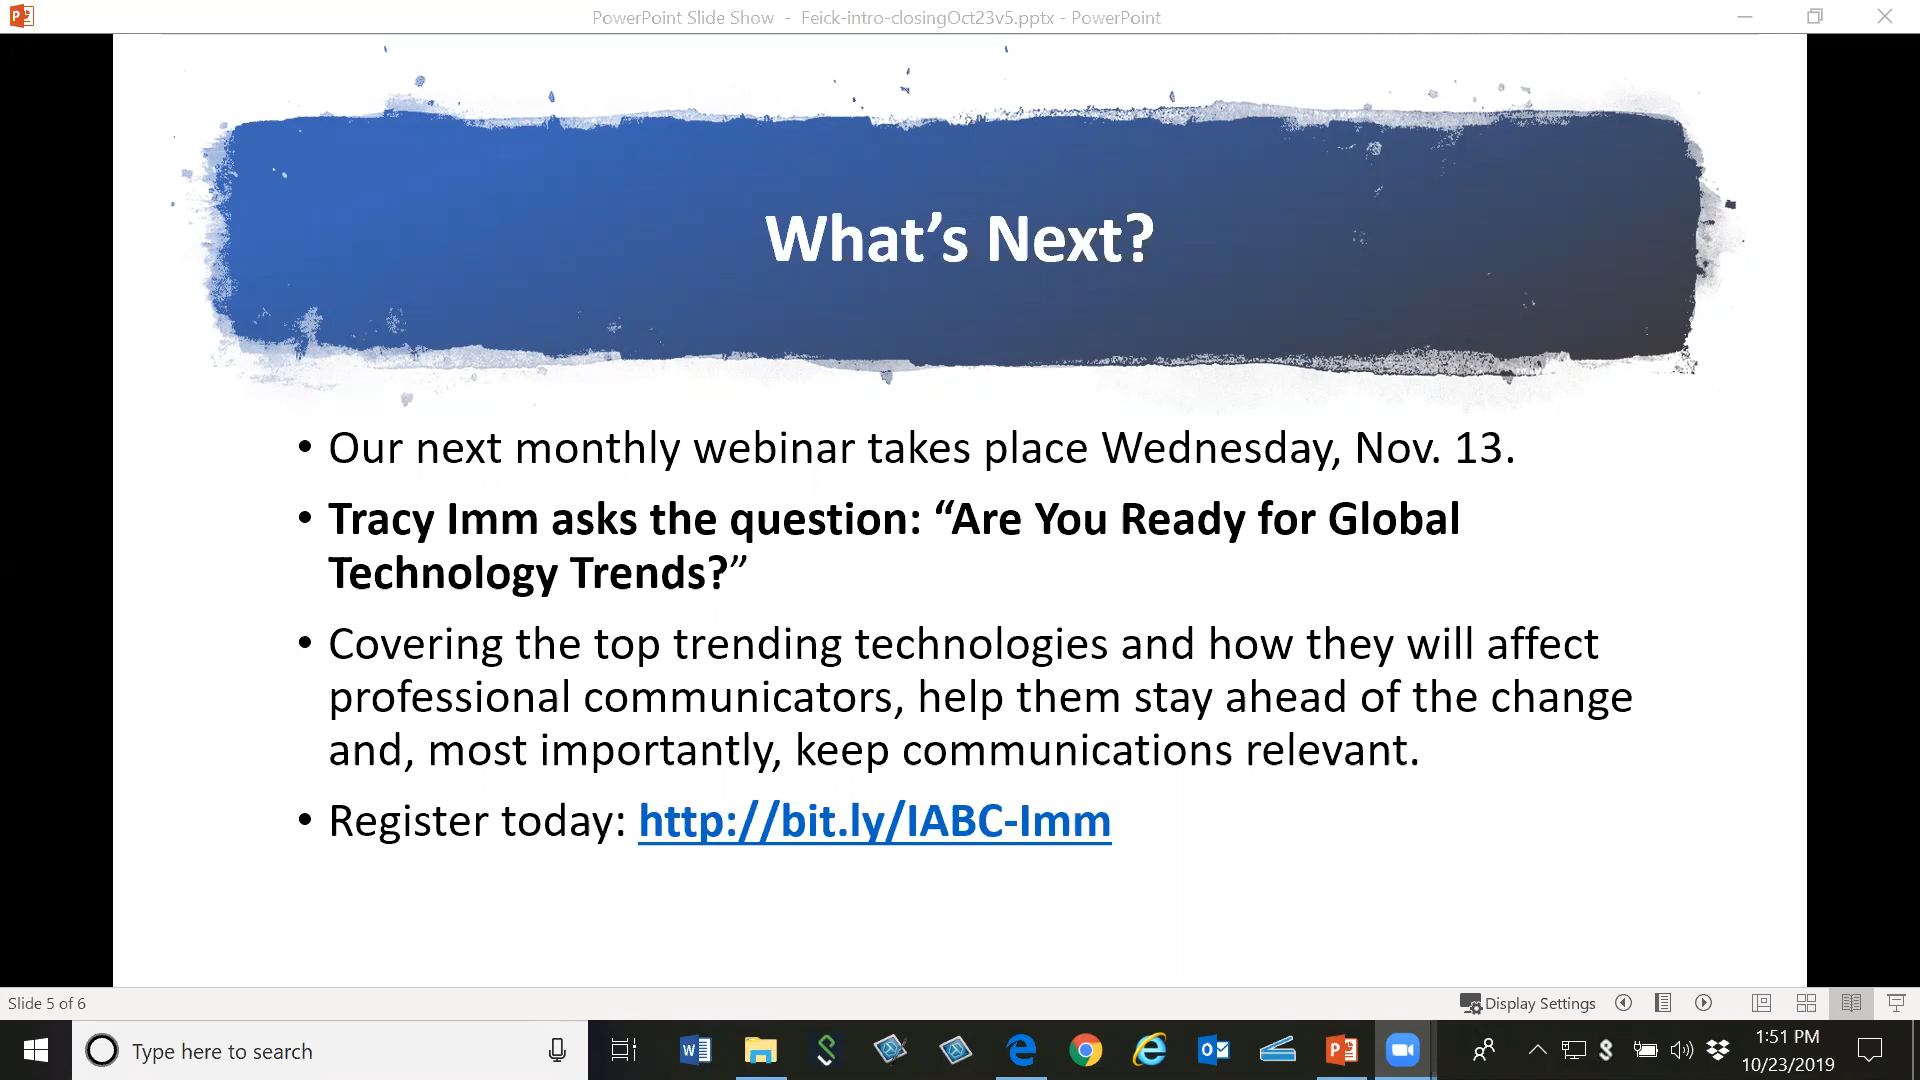 PowerPoint Slide Show - Feick-intro-closingOct23v5.pptx - PowerPoint
What’s Next?
• Our next monthly webinar takes place Wednesday, Nov. 13.
• Tracy Imm asks the question: “Are You Ready for Global
Technology Trends?”
• Covering the top trending technologies and how they will affect
professional communicators, help them stay ahead of the change
and, most importantly, keep communications relevant.
• Register today: http://bit.ly/IABC-Imm
Slide 5 of 6
Display Settings
Type here to search
1:51 PM
10/23/2019